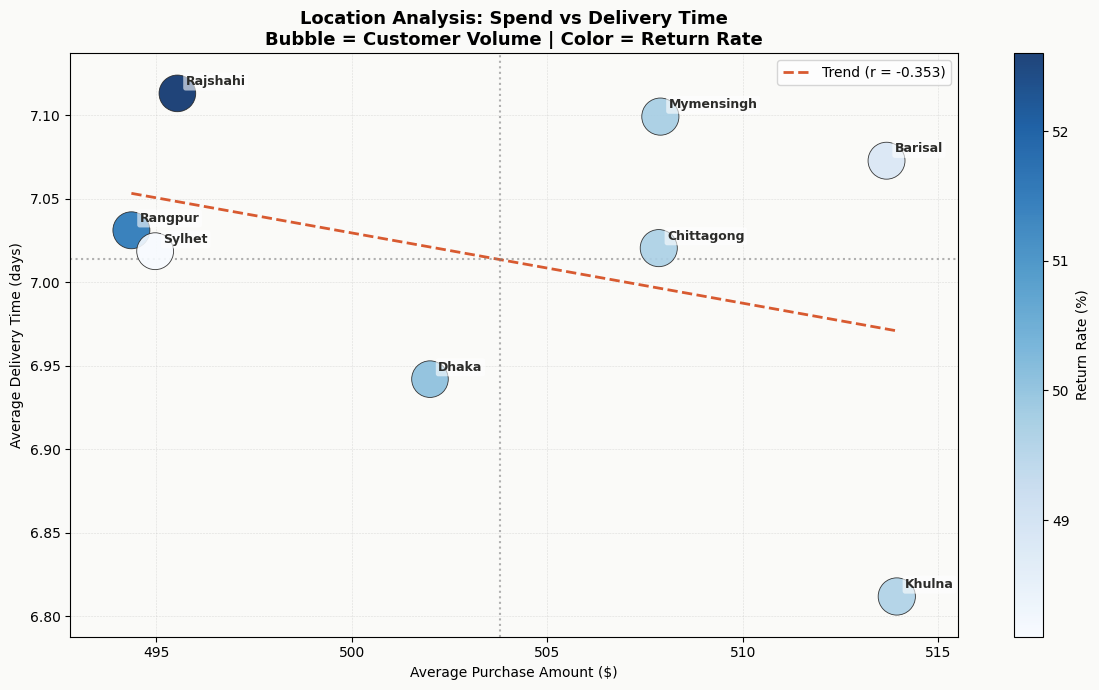 Location Analysis: Spend vs Delivery Time
Bubble = Customer Volume | Color = Return Rate
Trend (r = -0.353)
Rajshahi
Mymensingh
Barisal
Rangpur
Sylhet
Chittagong
Dhaka
Khulna
7.10
7.05
7.00
6.95
6.90
6.85
6.80
Average Delivery Time (days)
495
500
505
510
515
Average Purchase Amount ($)
52
51
50
49
Return Rate (%)